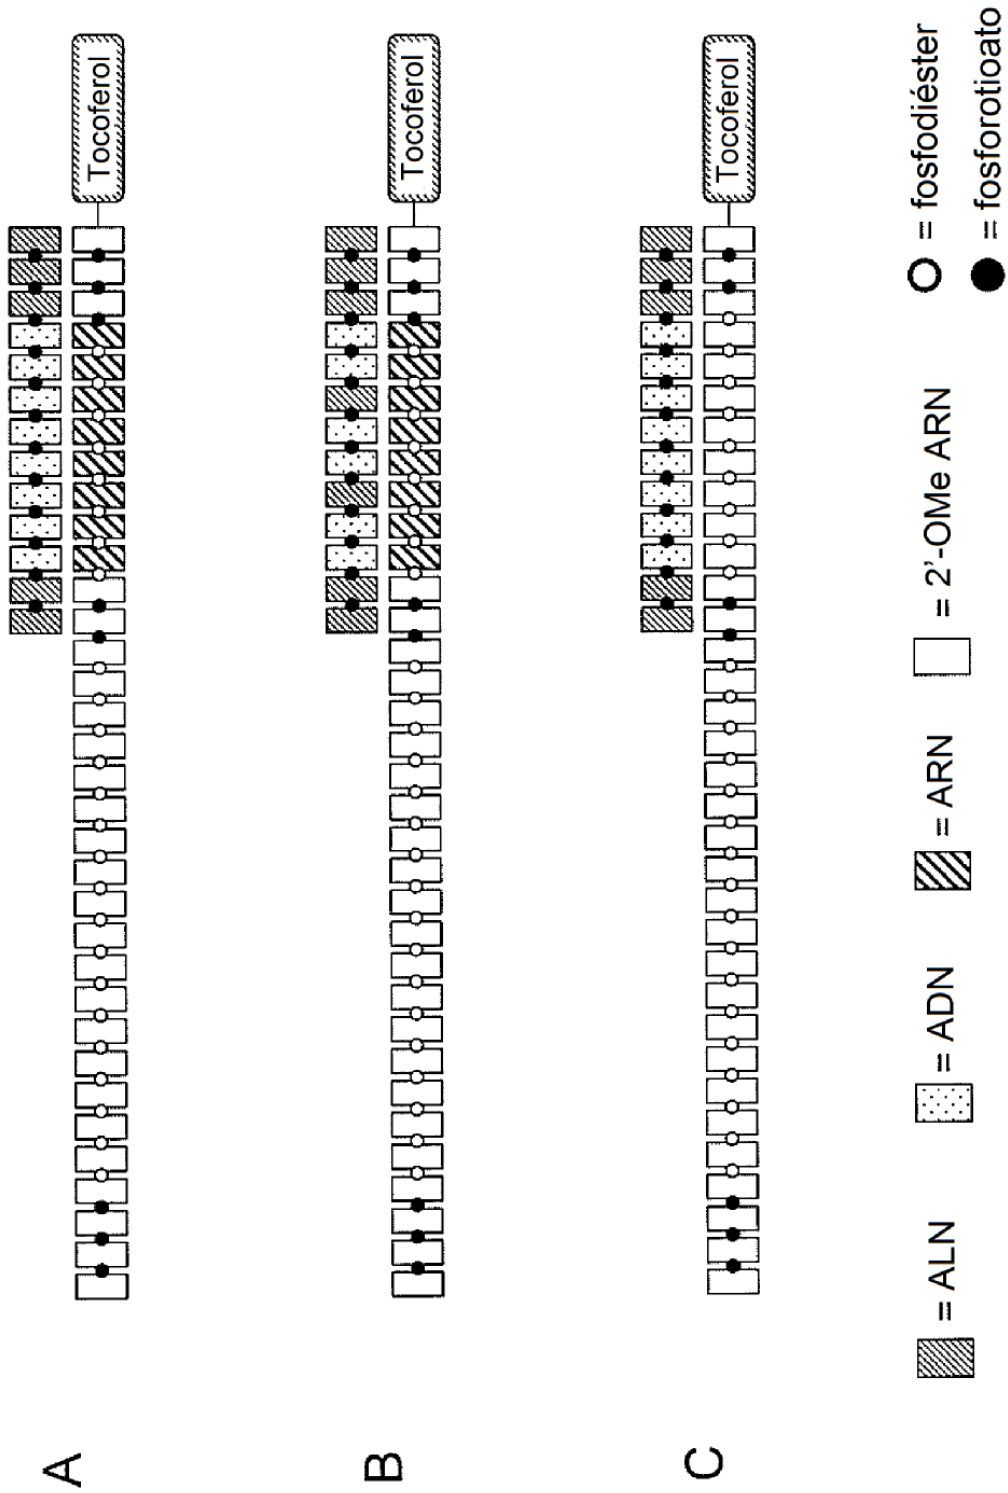 A
Tocoferol
B
Tocoferol
C
Tocoferol
= ALN
= ADN
= ARN
= 2'-OMe ARN
= fosfodiéster
= fosforotioato